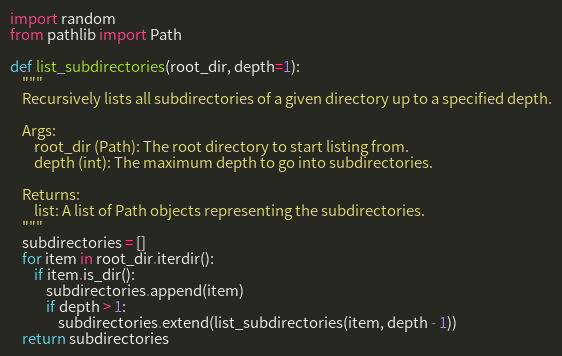 import random
from pathlib import Path

def list_subdirectories(root_dir, depth=1):
    """
    Recursively lists all subdirectories of a given directory up to a specified depth.

    Args:
        root_dir (Path): The root directory to start listing from.
        depth (int): The maximum depth to go into subdirectories.

    Returns:
        list: A list of Path objects representing the subdirectories.
    """
    subdirectories = []
    for item in root_dir.iterdir():
        if item.is_dir():
            subdirectories.append(item)
            if depth > 1:
                subdirectories.extend(list_subdirectories(item, depth - 1))
    return subdirectories